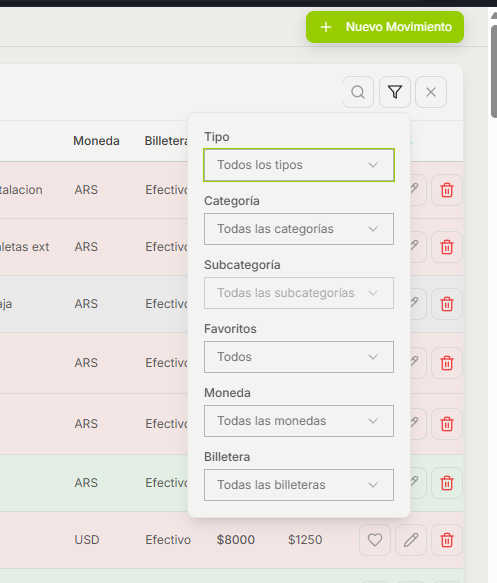 + Nuevo Movimiento
Tipo
Todos los tipos
Categoría
Todas las categorías
Subcategoría
Todas las subcategorías
Favoritos
Todos
Moneda
Todas las monedas
Billetera
Todas las billeteras
Moneda Billetera
talacion ARS Efectivo
aletas ext ARS Efectivo
aja ARS Efectivo
ARS Efectivo
ARS Efectivo
ARS Efectivo
USD Efectivo $8000 $1250